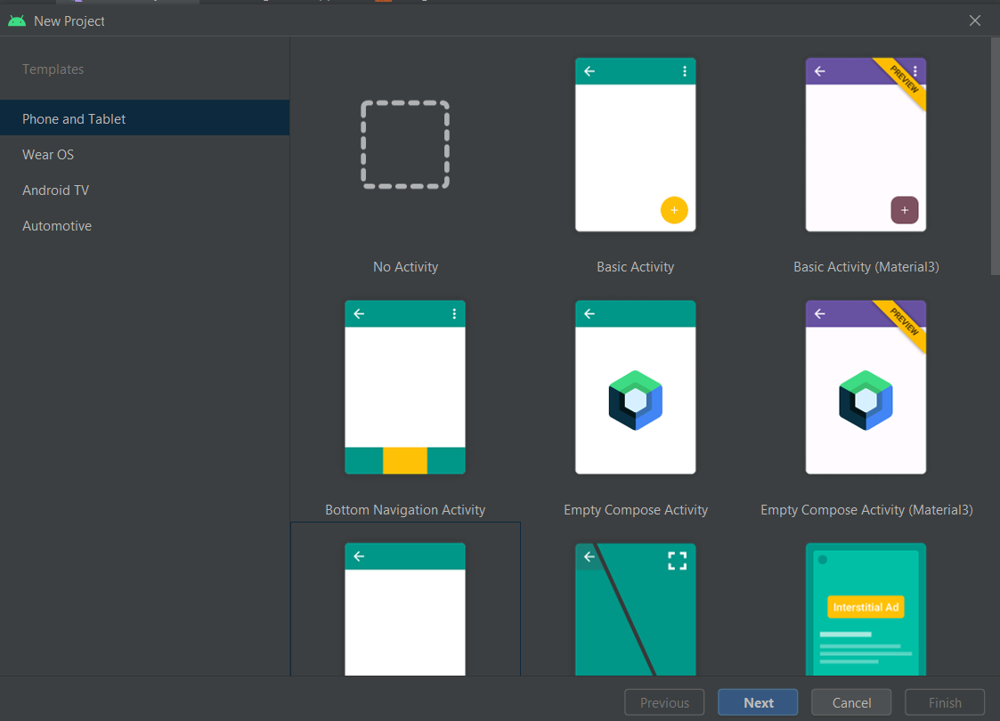 New Project
Templates
Phone and Tablet
Wear OS
Android TV
Automotive
PREVIEW
No Activity
Basic Activity
Basic Activity (Material3)
PREVIEW
Bottom Navigation Activity
Empty Compose Activity
Empty Compose Activity (Material3)
Interstitial Ad
Previous
Next
Cancel
Finish